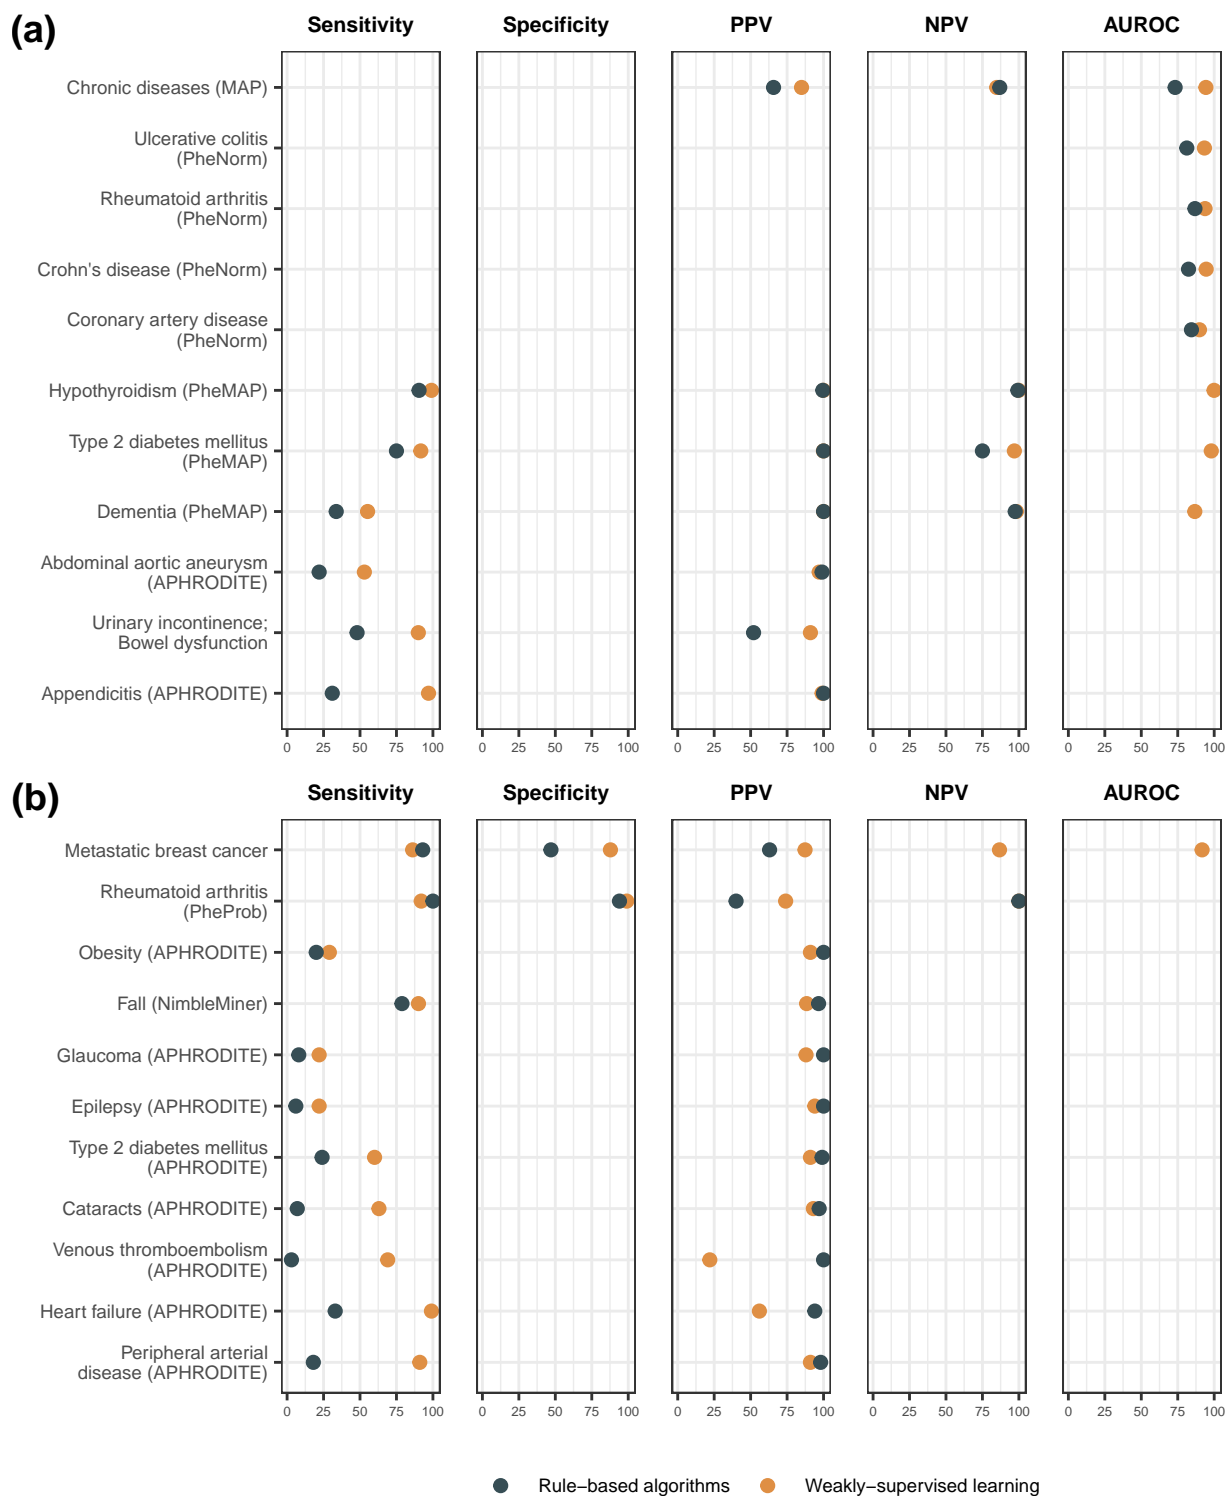 (a)
Sensitivity Specificity PPV NPV AUROC
Chronic diseases (MAP)
Ulcerative colitis
(PheNorm)
Rheumatoid arthritis
(PheNorm)
Crohn's disease (PheNorm)
Coronary artery disease
(PheNorm)
Hypothyroidism (PheMAP)
Type 2 diabetes mellitus
(PheMAP)
Dementia (PheMAP)
Abdominal aortic aneurysm
(APHRODITE)
Urinary incontinence;
Bowel dysfunction
Appendicitis (APHRODITE)
0 25 50 75 100 0 25 50 75 100 0 25 50 75 100 0 25 50 75 100 0 25 50 75 100
(b)
Sensitivity Specificity PPV NPV AUROC
Metastatic breast cancer
Rheumatoid arthritis
(PheProb)
Obesity (APHRODITE)
Fall (NimbleMiner)
Glaucoma (APHRODITE)
Epilepsy (APHRODITE)
Type 2 diabetes mellitus
(APHRODITE)
Cataracts (APHRODITE)
Venous thromboembolism
(APHRODITE)
Heart failure (APHRODITE)
Peripheral arterial
disease (APHRODITE)
0 25 50 75 100 0 25 50 75 100 0 25 50 75 100 0 25 50 75 100 0 25 50 75 100
Rule−based algorithms Weakly−supervised learning